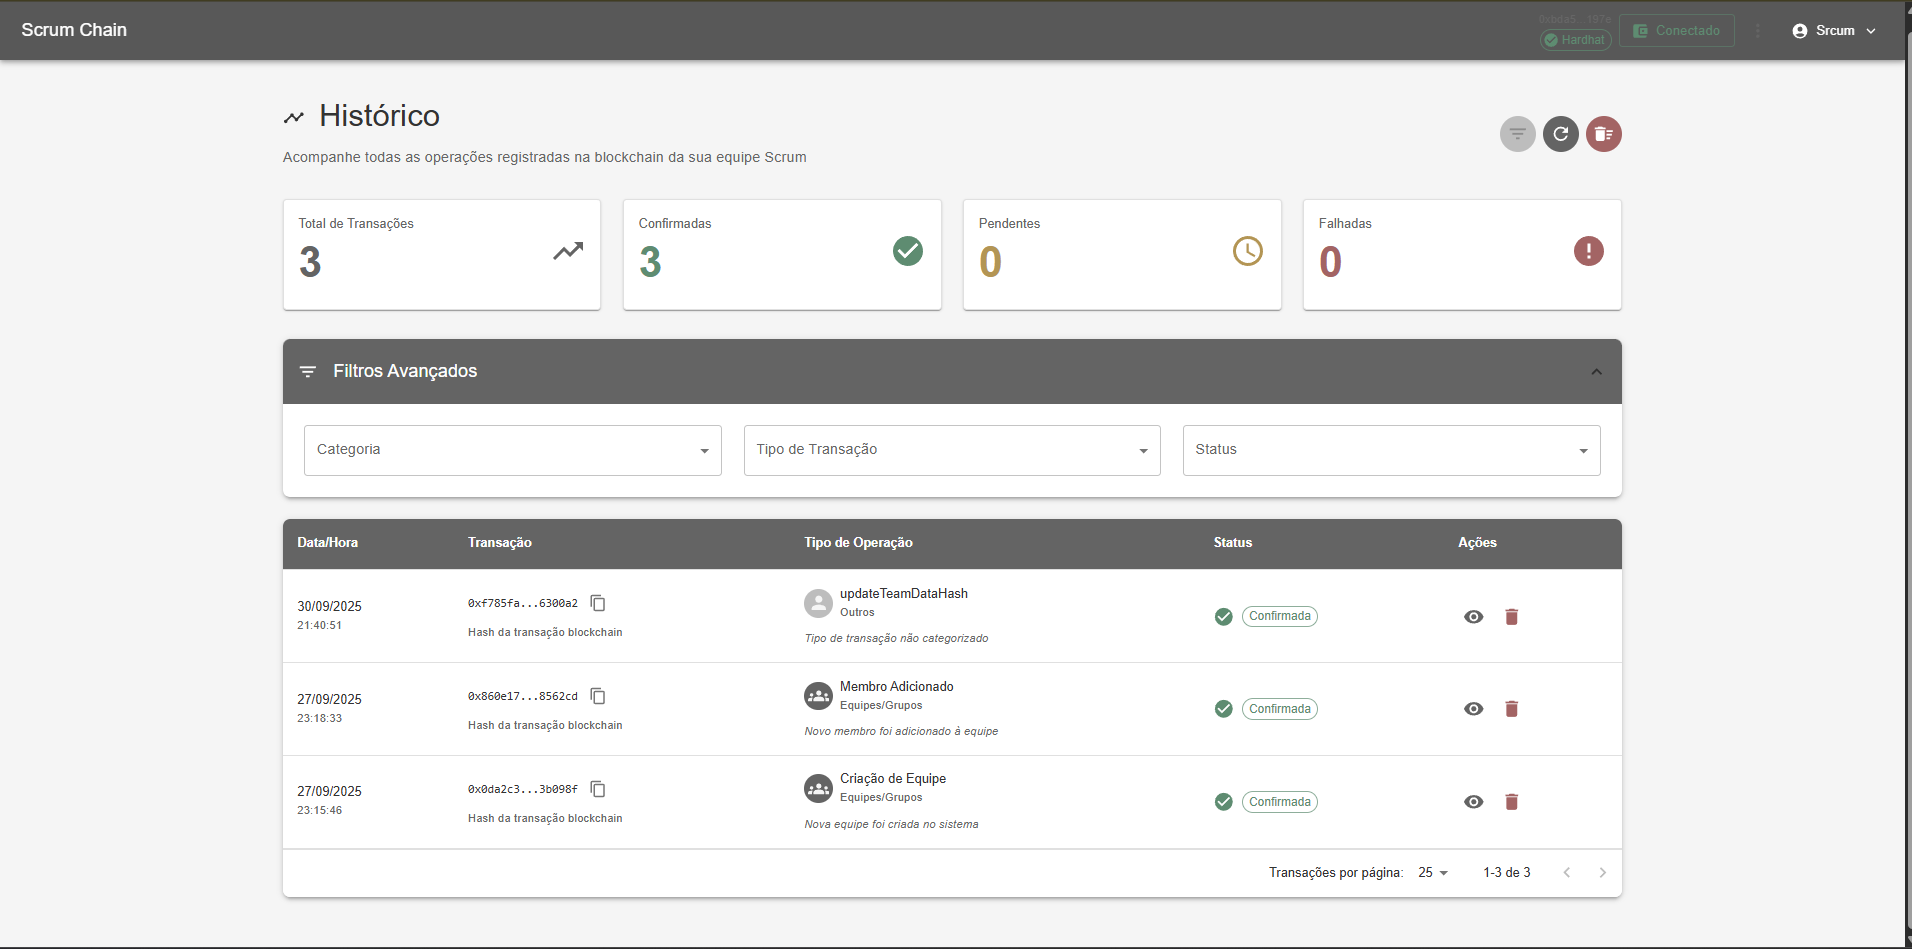 Scrum Chain
Hardhat
Conectado
Srcum
Histórico
Acompanhe todas as operações registradas na blockchain da sua equipe Scrum
Total de Transações
3
Confirmadas
3
Pendentes
0
Falhadas
0
Filtros Avançados
Categoria
Tipo de Transação
Status
Data/Hora Transação Tipo de Operação Status Ações
30/09/2025
21:40:51
0xf785fa...6300a2
Hash da transação blockchain
updateTeamDataHash
Outros
Tipo de transação não categorizado
Confirmada
27/09/2025
23:18:33
0x860e17...8562cd
Hash da transação blockchain
Membro Adicionado
Equipes/Grupos
Novo membro foi adicionado à equipe
Confirmada
27/09/2025
23:15:46
0x0da2c3...3b098f
Hash da transação blockchain
Criação de Equipe
Equipes/Grupos
Nova equipe foi criada no sistema
Confirmada
Transações por página: 25 1-3 de 3